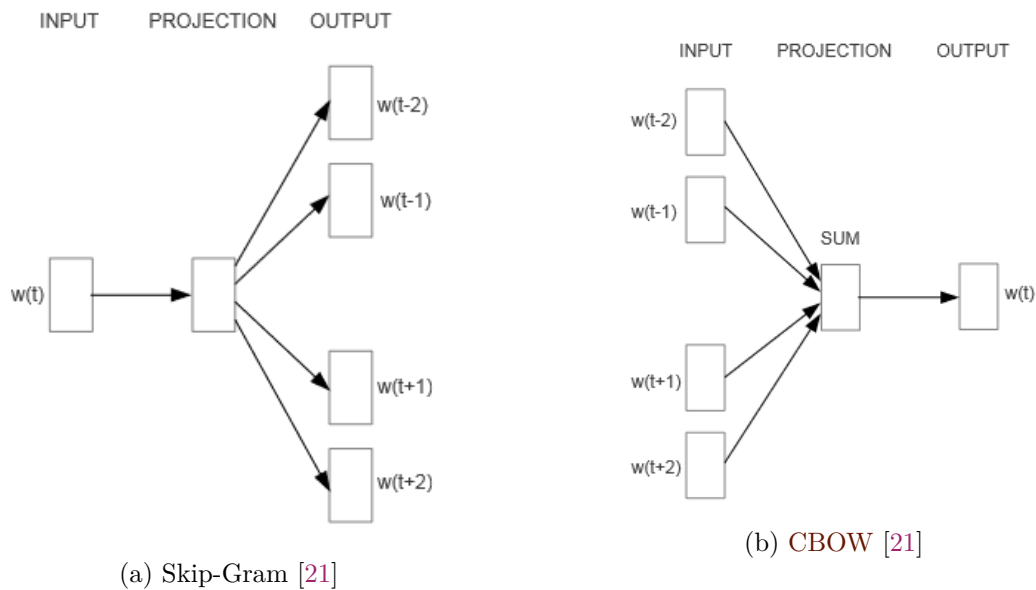 INPUT PROJECTION OUTPUT
w(t-2)
w(t-1)
w(t)
w(t+1)
w(t+2)
(a) Skip-Gram [21]
INPUT PROJECTION OUTPUT
w(t-2)
w(t-1)
SUM
w(t)
w(t+1)
w(t+2)
(b) CBOW [21]